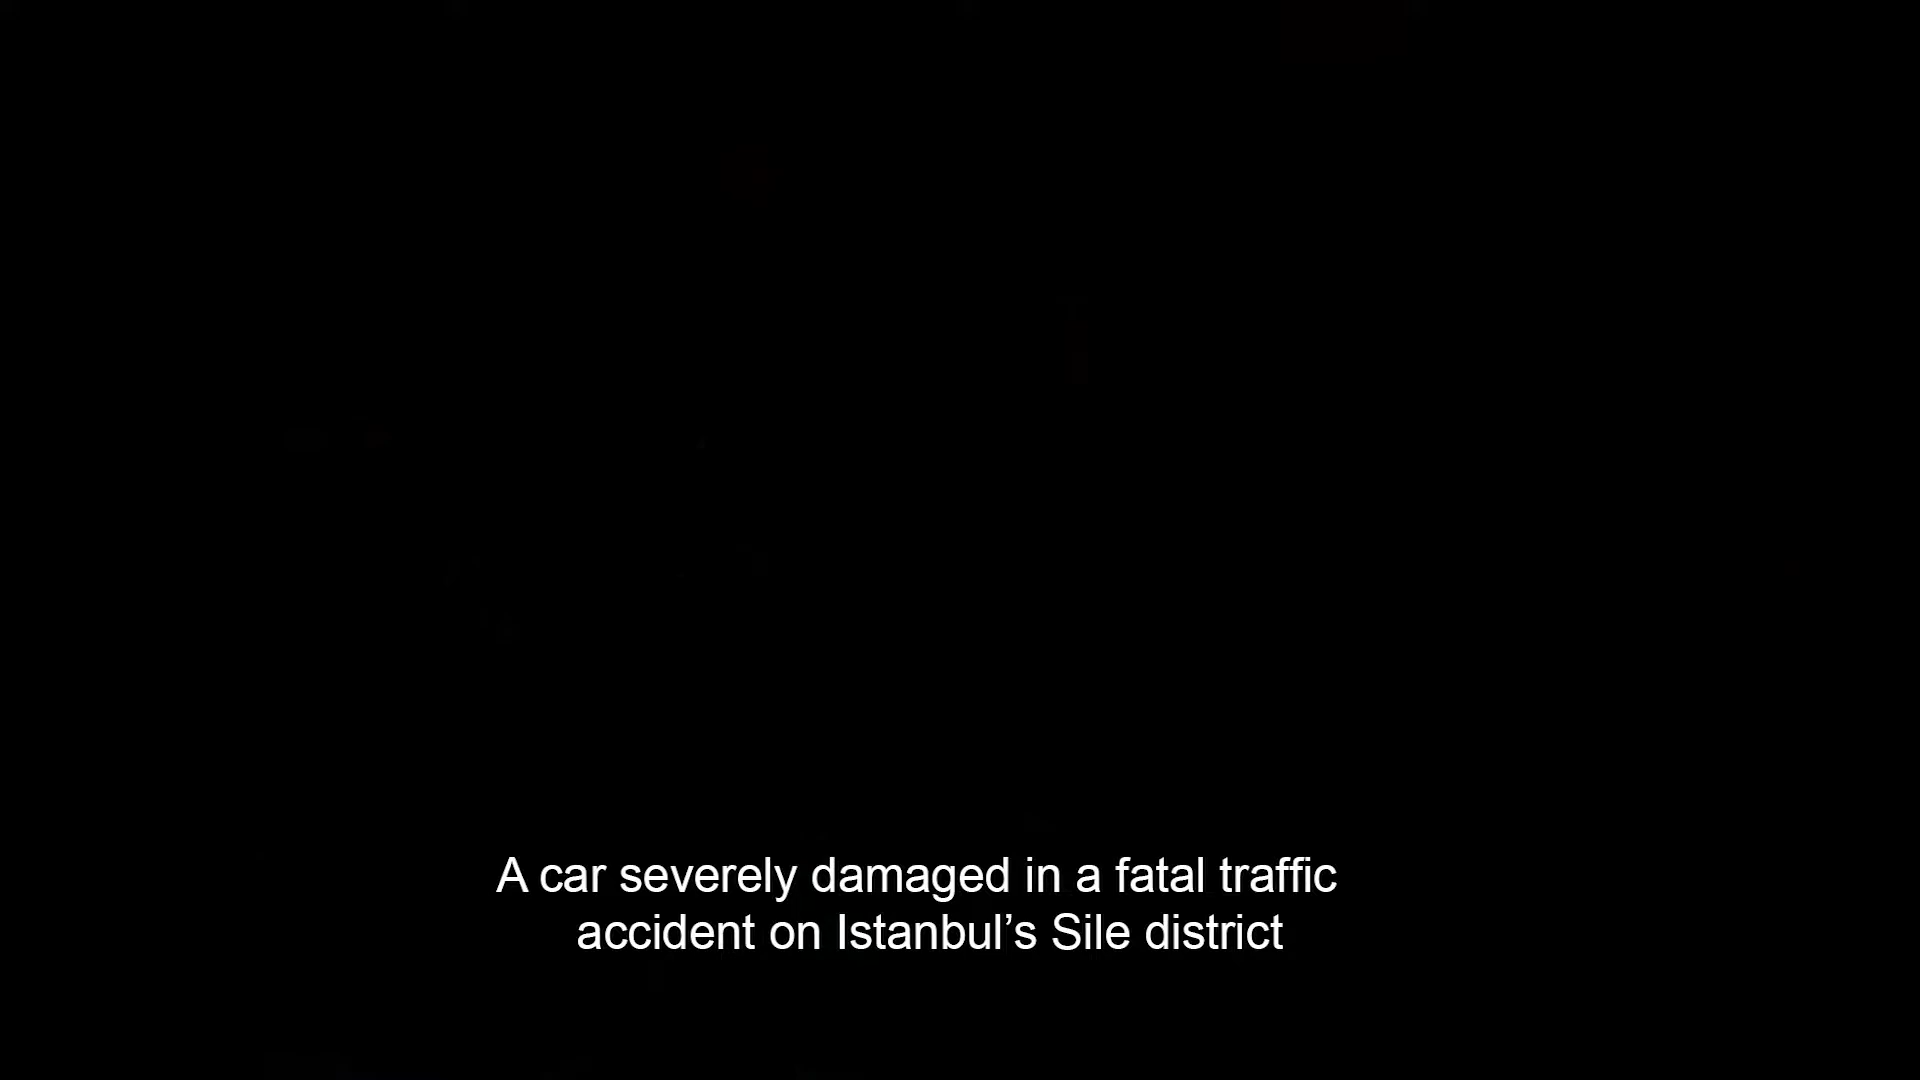 A car severely damaged in a fatal traffic
accident on Istanbul’s Sile district